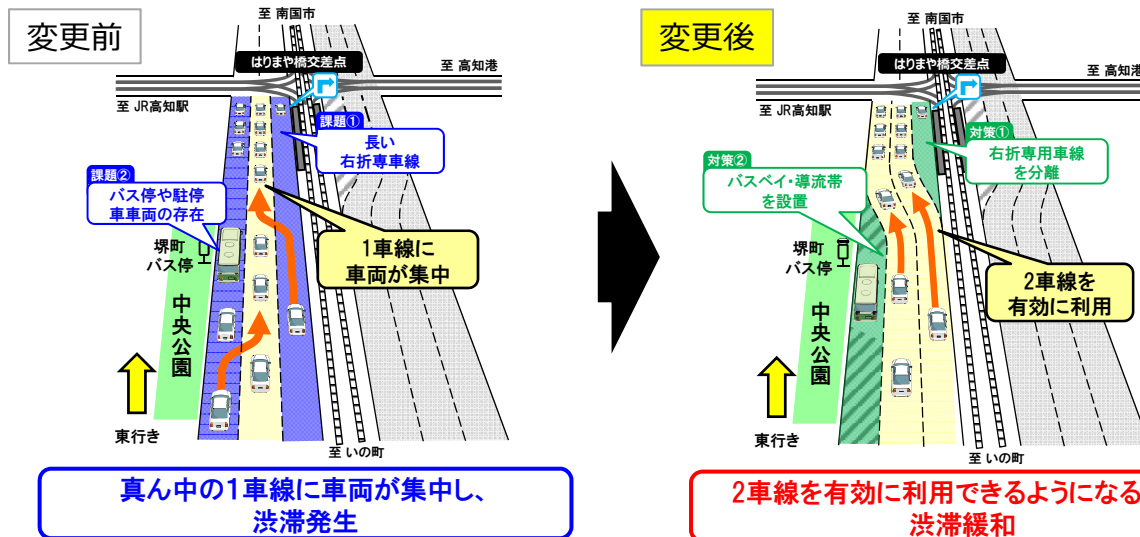 変更前
至 南国市
はりまや橋交差点
至 高知港
至 JR高知駅
課題①
長い
右折専車線
課題②
バス停や駐停
車車両の存在
1車線に
車両が集中
堺町
バス停
中央公園
東行き
至 いの町
真ん中の1車線に車両が集中し、
渋滞発生
変更後
至 南国市
はりまや橋交差点
至 高知港
至 JR高知駅
対策①
右折専用車線
を分離
対策②
バスベイ・導流帯
を設置
2車線を
有効に利用
堺町
バス停
中央公園
東行き
至 いの町
2車線を有効に利用できるようになる
渋滞緩和